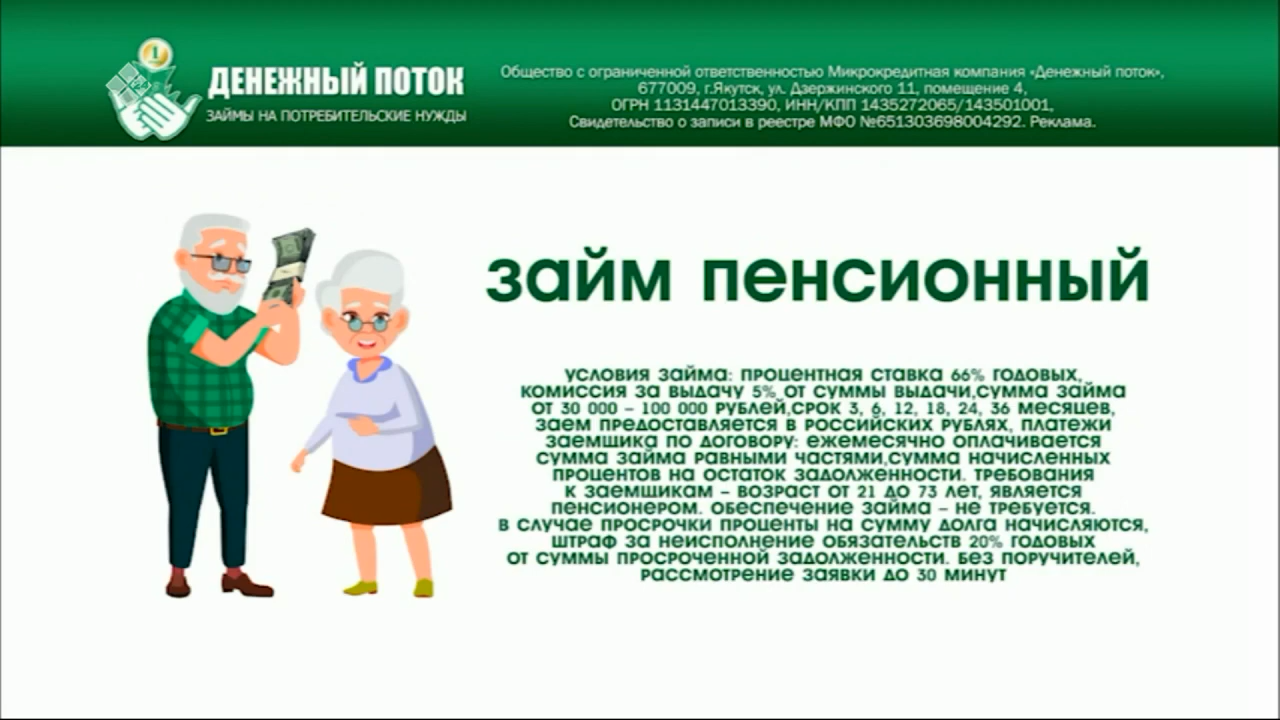 ДЕНЕЖНЫЙ ПОТОК
ЗАЙМЫ НА ПОТРЕБИТЕЛЬСКИЕ НУЖДЫ
Общество с ограниченной ответственностью Микрокредитная компания «Денежный поток»,
677009, г.Якутск, ул. Дзержинского 11, помещение 4,
ОГРН 1131447013390, ИНН/КПП 1435272065/143501001,
Свидетельство о записи в реестре МФО №651303698004292. Реклама.
1
займ пенсионный
условия займа: процентная ставка 66% годовых,
комиссия за выдачу 5% от суммы выдачи,сумма займа
от 30 000 – 100 000 рублей,срок 3, 6, 12, 18, 24, 36 месяцев,
заем предоставляется в российских рублях, платежи
заемщика по договору: ежемесячно оплачивается
сумма займа равными частями,сумма начисленных
процентов на остаток задолженности. требования
к заемщикам – возраст от 21 до 73 лет, является
пенсионером. обеспечение займа – не требуется.
в случае просрочки проценты на сумму долга начисляются,
штраф за неисполнение обязательств 20% годовых
от суммы просроченной задолженности. без поручителей,
рассмотрение заявки до 30 минут